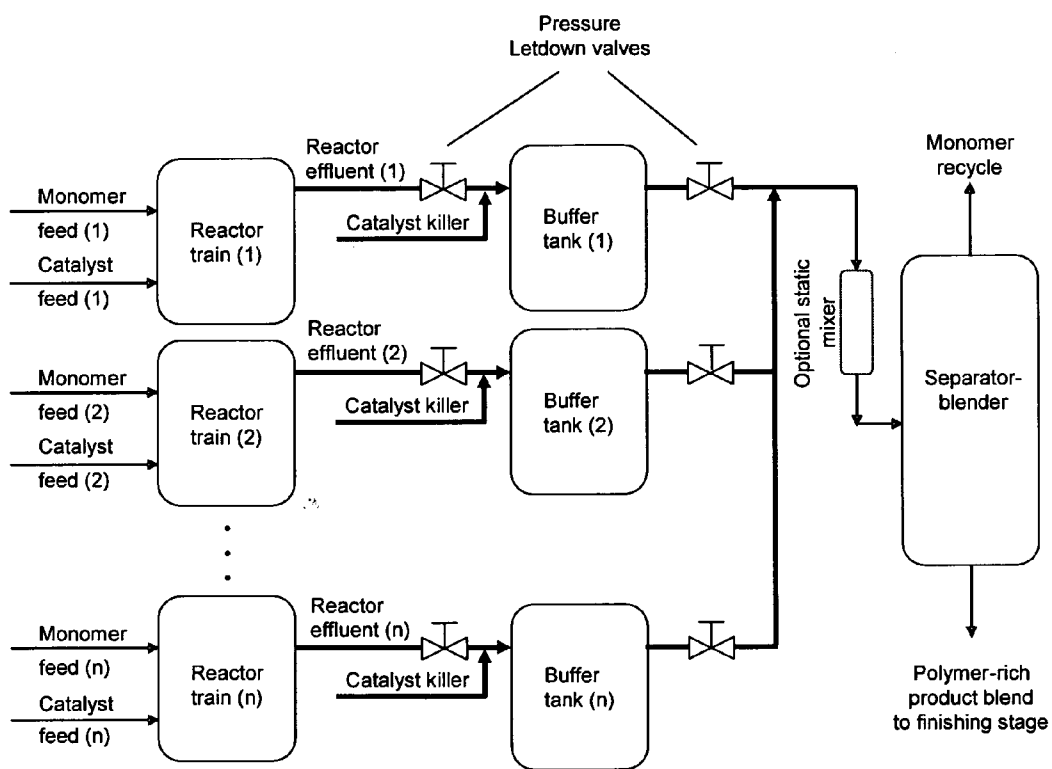 Pressure
Letdown valves
Reactor
effluent (1)
Monomer
feed (1)
Catalyst
feed (1)
Reactor
train (1)
Catalyst killer
Buffer
tank (1)
Monomer
recycle
Optional static
mixer
Separator-
blender
Reactor
effluent (2)
Monomer
feed (2)
Catalyst
feed (2)
Reactor
train (2)
Catalyst killer
Buffer
tank (2)
Reactor
effluent (n)
Monomer
feed (n)
Catalyst
feed (n)
Reactor
train (n)
Catalyst killer
Buffer
tank (n)
Polymer-rich
product blend
to finishing stage